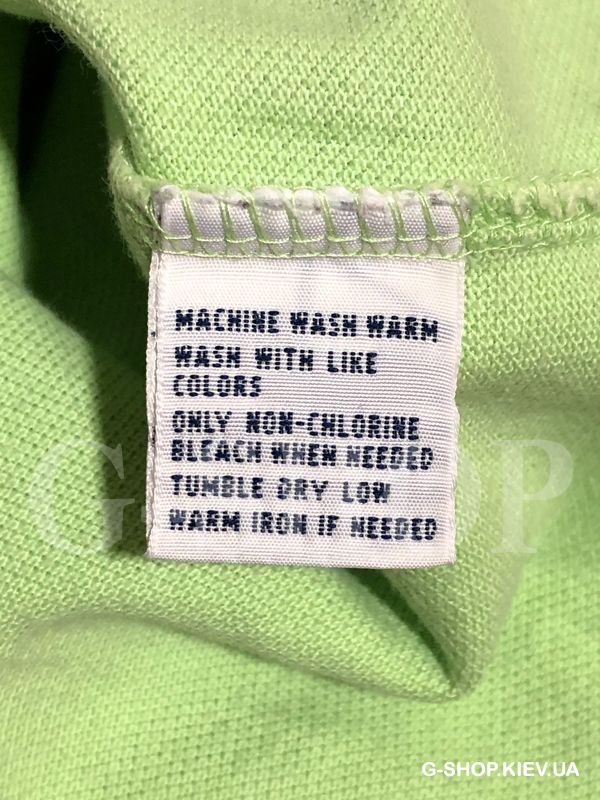 MACHINE WASH WARM
WASH WITH LIKE
COLORS
ONLY NON-CHLORINE
BLEACH WHEN NEEDED
TUMBLE DRY LOW
WARM IRON IF NEEDED
G-SHOP
G-SHOP.KIEV.UA